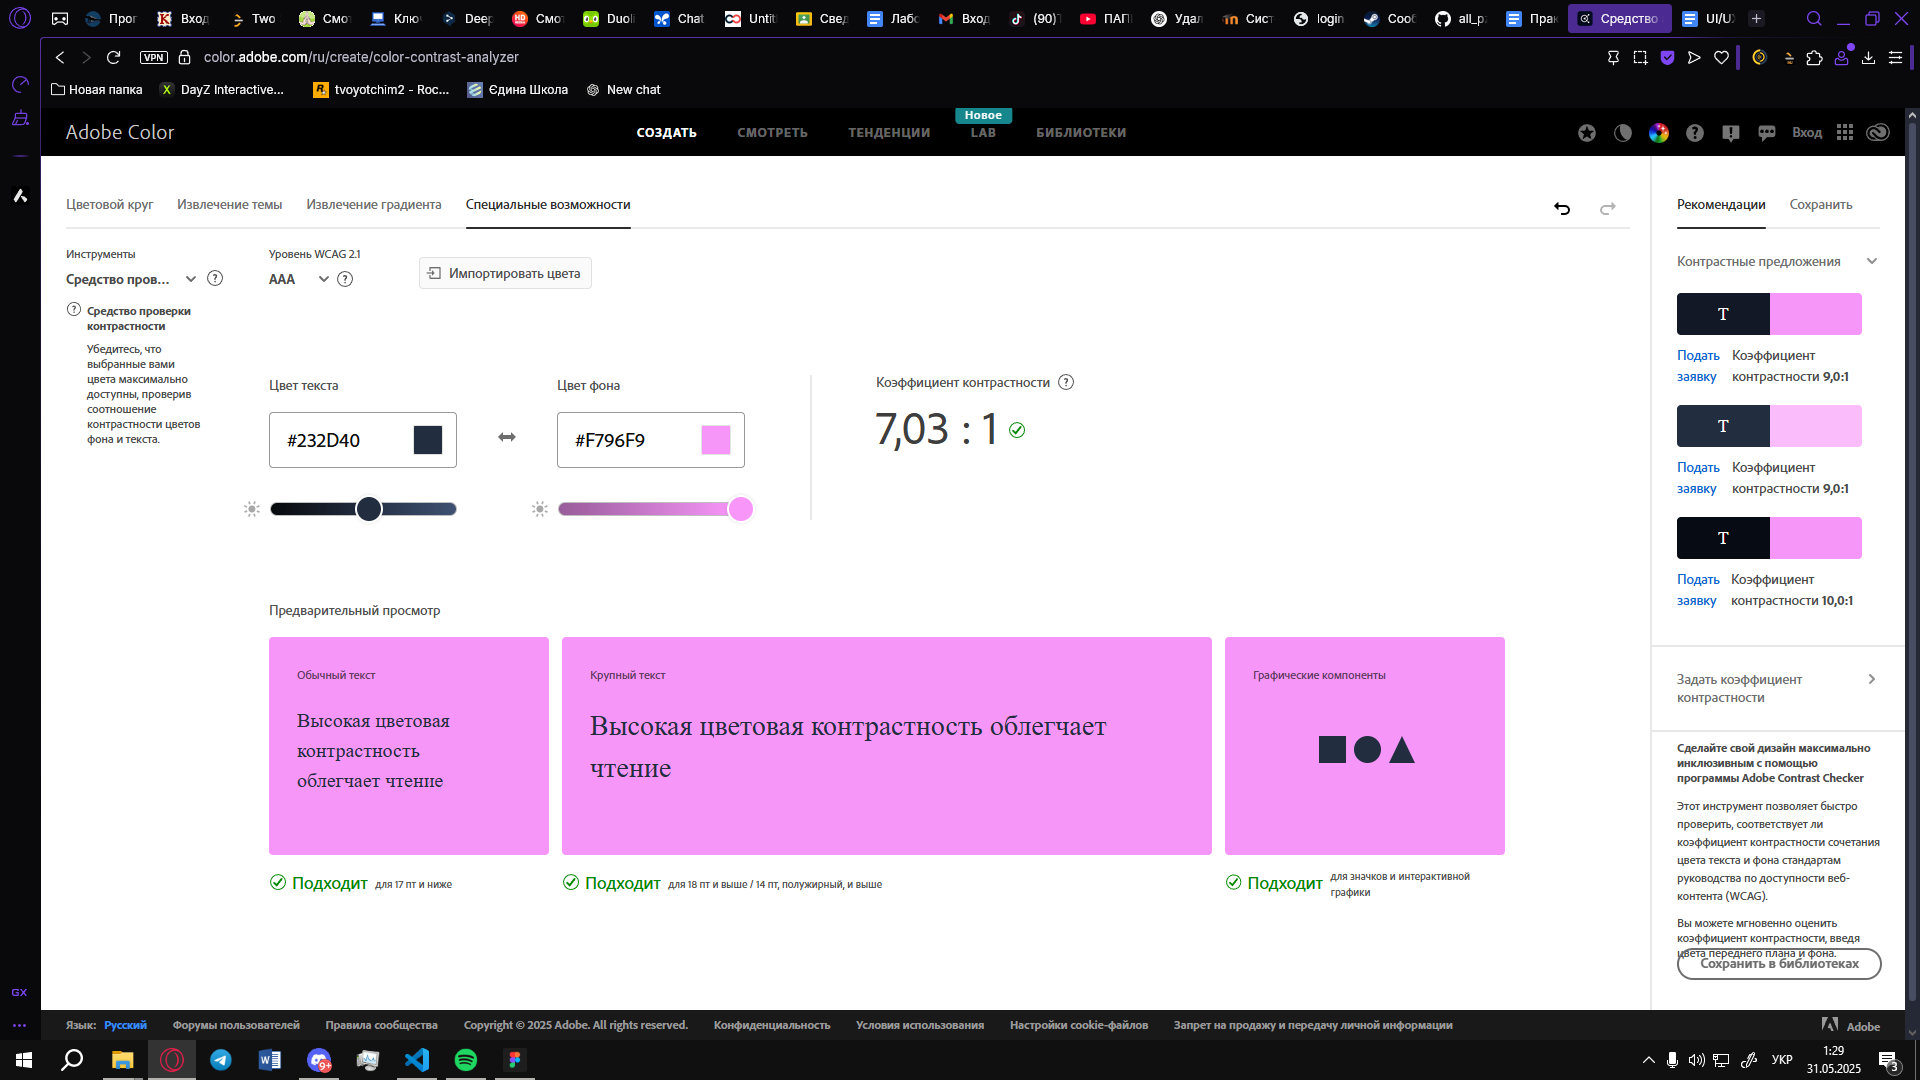 Прог
Вход
Two
Смот
Клю
Deep
Смот
Duoli
Chat
Untit
Свед
Лабо
Вход
(90)
ПАПІ
Удал
Сист
login
Сооб
all_p
Прак
Средство
UI/U
VPN
color.adobe.com/ru/create/color-contrast-analyzer
Новая папка
DayZ Interactive...
tvoyotchim2 - Roc...
Єдина Школа
New chat
Adobe Color
СОЗДАТЬ
СМОТРЕТЬ
ТЕНДЕНЦИИ
Новое
LAB
БИБЛИОТЕКИ
Вход
Цветовой круг
Извлечение темы
Извлечение градиента
Специальные возможности
Инструменты
Средство пров...
Уровень WCAG 2.1
AAA
Импортировать цвета
Средство проверки
контрастности
Убедитесь, что
выбранные вами
цвета максимально
доступны, проверив
соотношение
контрастности цветов
фона и текста.
Цвет текста
#232D40
Цвет фона
#F796F9
Коэффициент контрастности
7,03 : 1
Предварительный просмотр
Обычный текст
Высокая цветовая
контрастность
облегчает чтение
Подходит для 17 пт и ниже
Крупный текст
Высокая цветовая контрастность облегчает
чтение
Подходит для 18 пт и выше / 14 пт, полужирный, и выше
Графические компоненты
Подходит для значков и интерактивной
графики
Рекомендации
Сохранить
Контрастные предложения
T
Подать Коэффициент
заявку контрастности 9,0:1
T
Подать Коэффициент
заявку контрастности 9,0:1
T
Подать Коэффициент
заявку контрастности 10,0:1
Задать коэффициент
контрастности
Сделайте свой дизайн максимально
инклюзивным с помощью
программы Adobe Contrast Checker
Этот инструмент позволяет быстро
проверить, соответствует ли
коэффициент контрастности сочетания
цвета текста и фона стандартам
руководства по доступности веб-
контента (WCAG).
Вы можете мгновенно оценить
коэффициент контрастности, введя
цвета переднего плана и фона.
Сохранить в библиотеках
GX
Язык: Русский
Форумы пользователей
Правила сообщества
Copyright © 2025 Adobe. All rights reserved.
Конфиденциальность
Условия использования
Настройки cookie-файлов
Запрет на продажу и передачу личной информации
Adobe
9+
УКР
1:29
31.05.2025
3